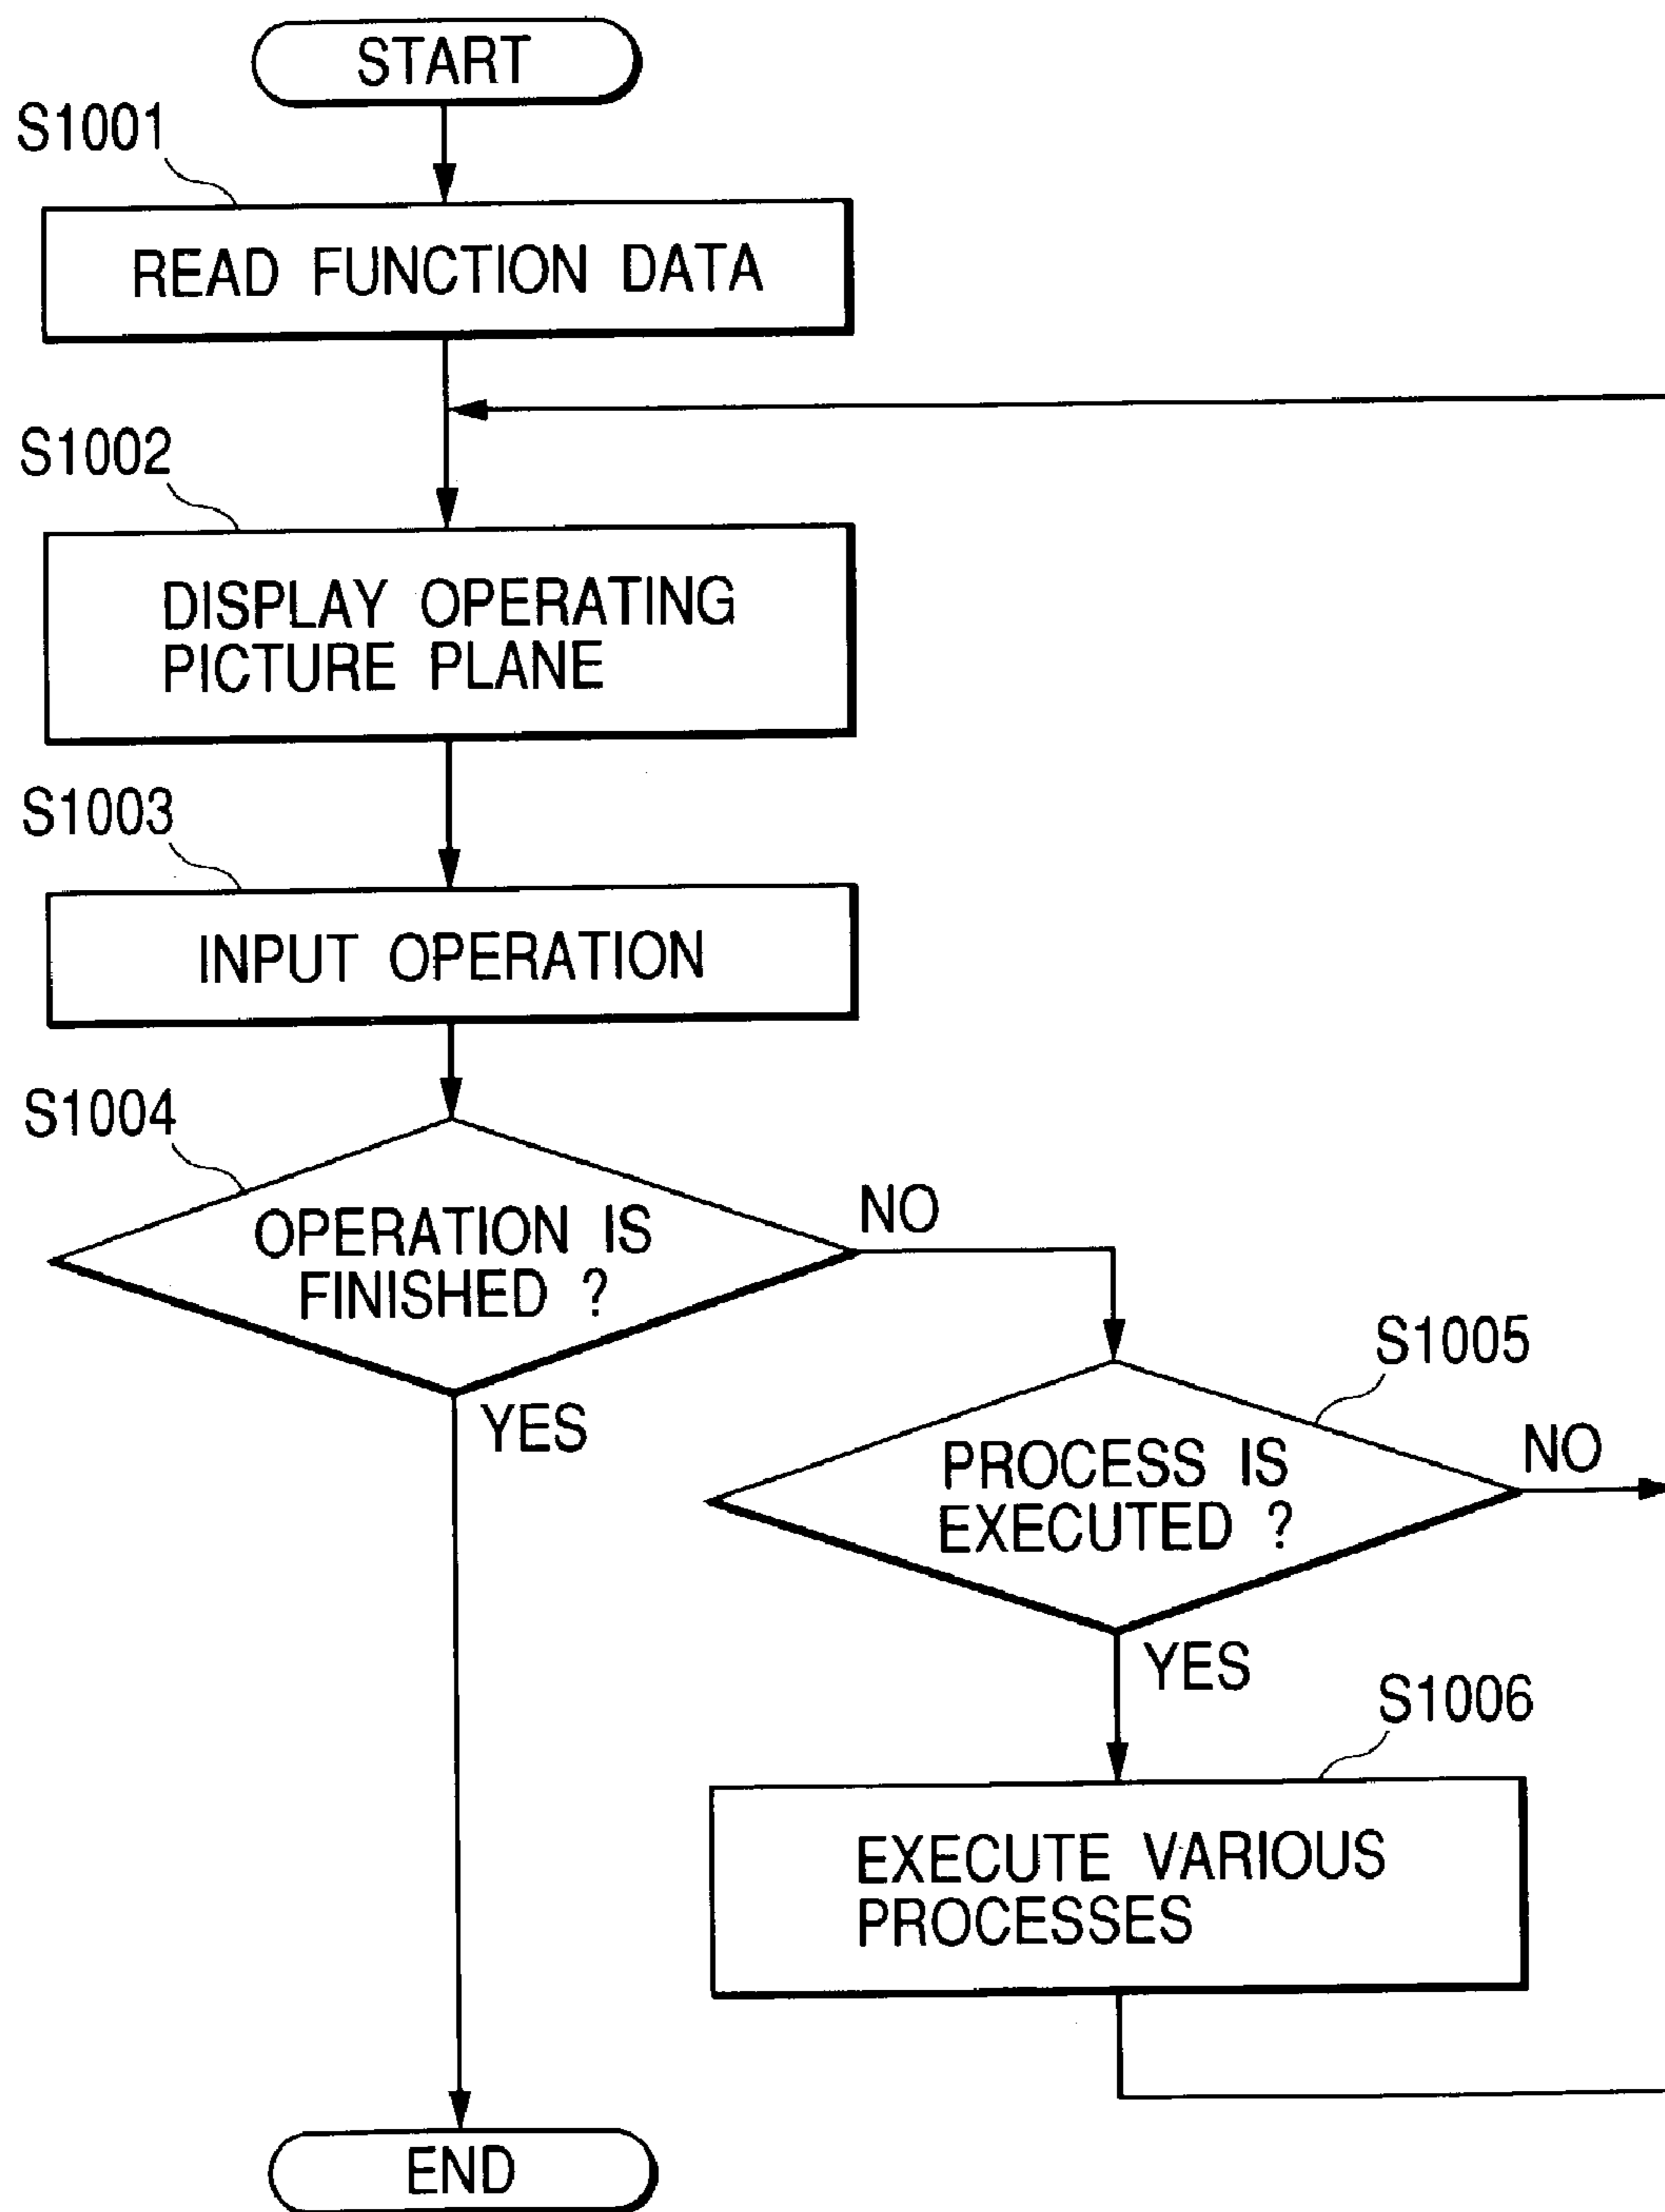 START
S1001
READ FUNCTION DATA
S1002
DISPLAY OPERATING
PICTURE PLANE
S1003
INPUT OPERATION
S1004
OPERATION IS
FINISHED ?
NO
YES
S1005
PROCESS IS
EXECUTED ?
NO
YES
S1006
EXECUTE VARIOUS
PROCESSES
END